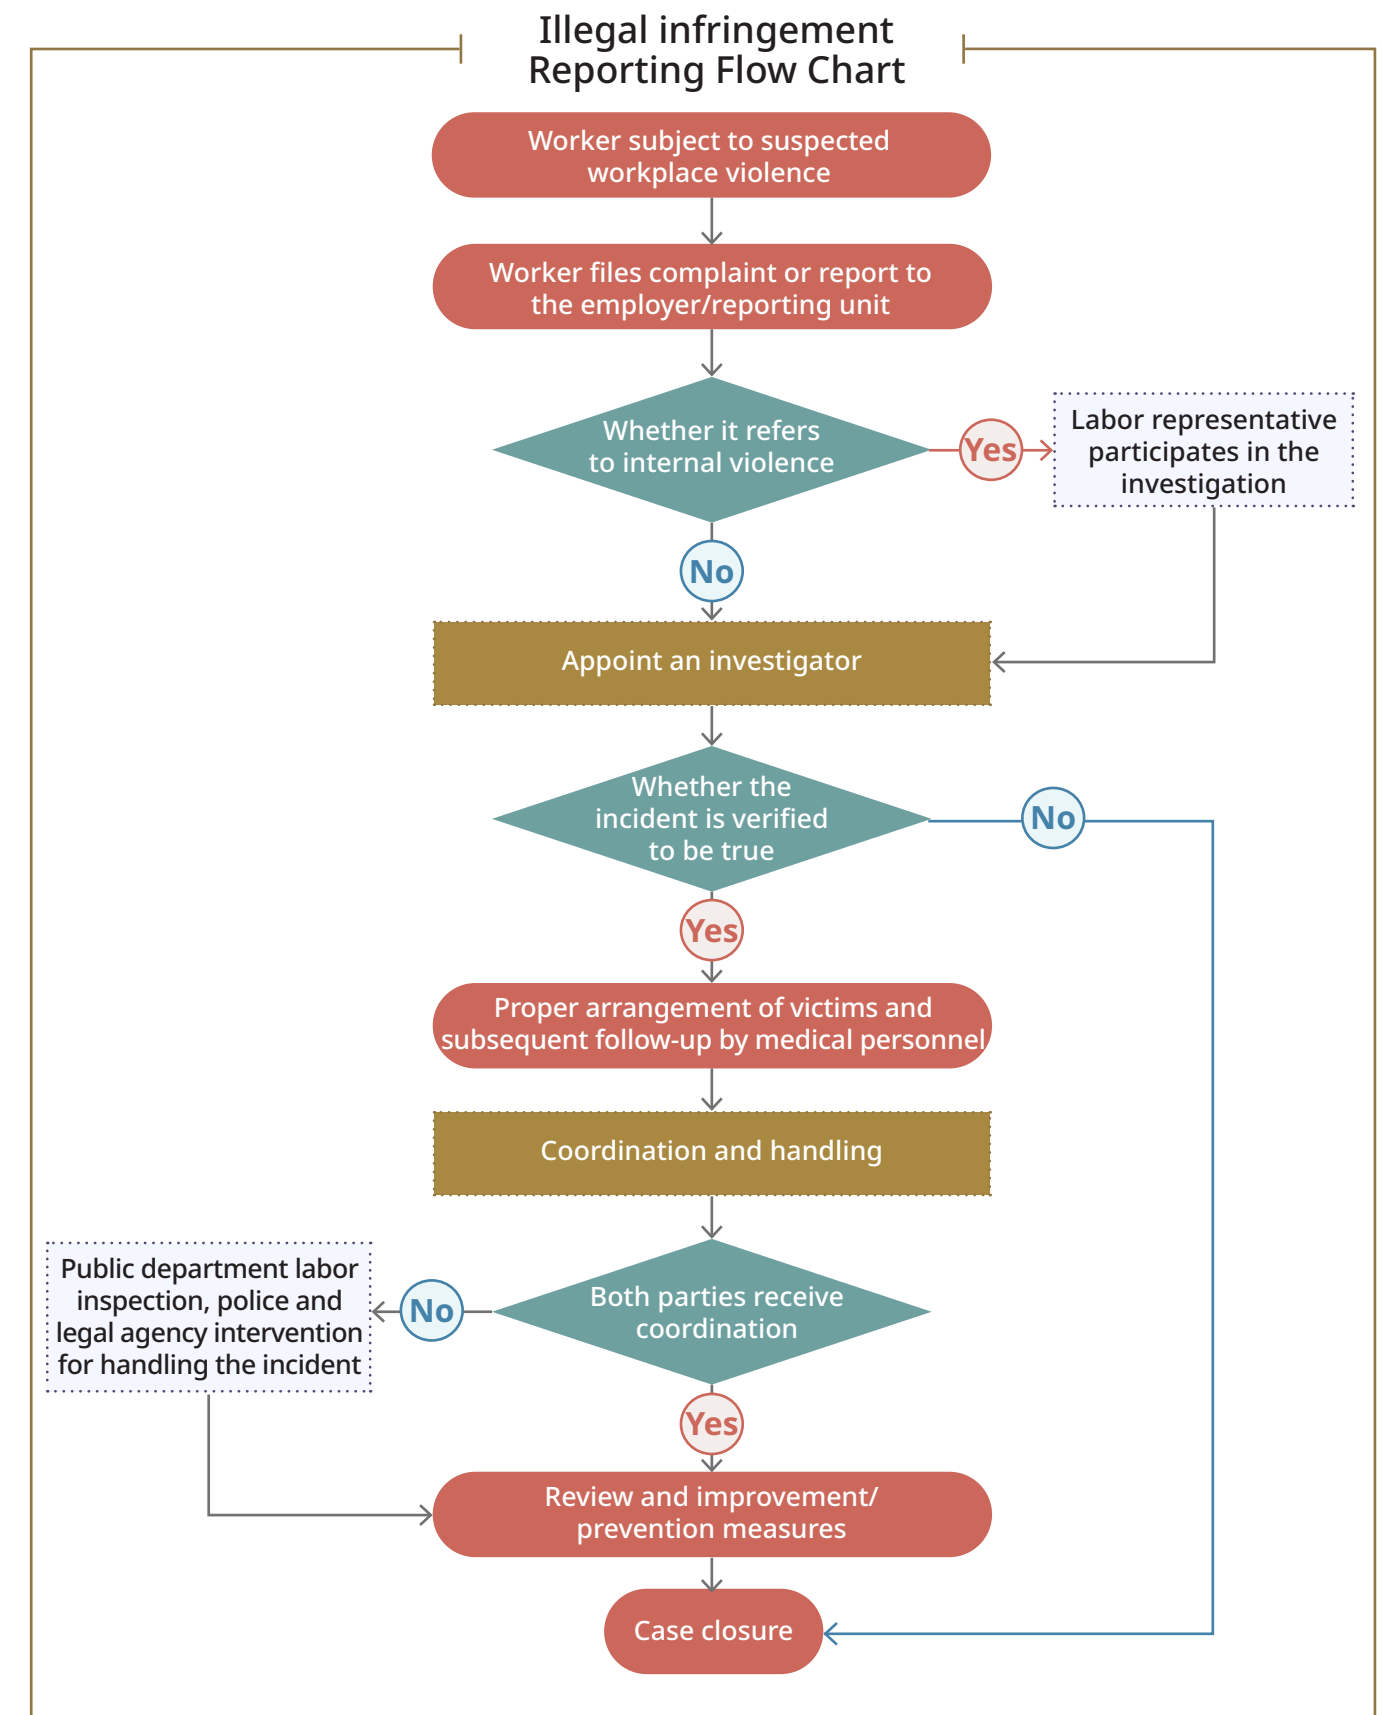 Illegal infringement
Reporting Flow Chart
Worker subject to suspected
workplace violence
Worker files complaint or report to
the employer/reporting unit
Whether it refers
to internal violence
Yes
Labor representative
participates in the
investigation
No
Appoint an investigator
Whether the
incident is verified
to be true
No
Yes
Proper arrangement of victims and
subsequent follow-up by medical personnel
Coordination and handling
Public department labor
inspection, police and
legal agency intervention
for handling the incident
No
Both parties receive
coordination
Yes
Review and improvement/
prevention measures
Case closure